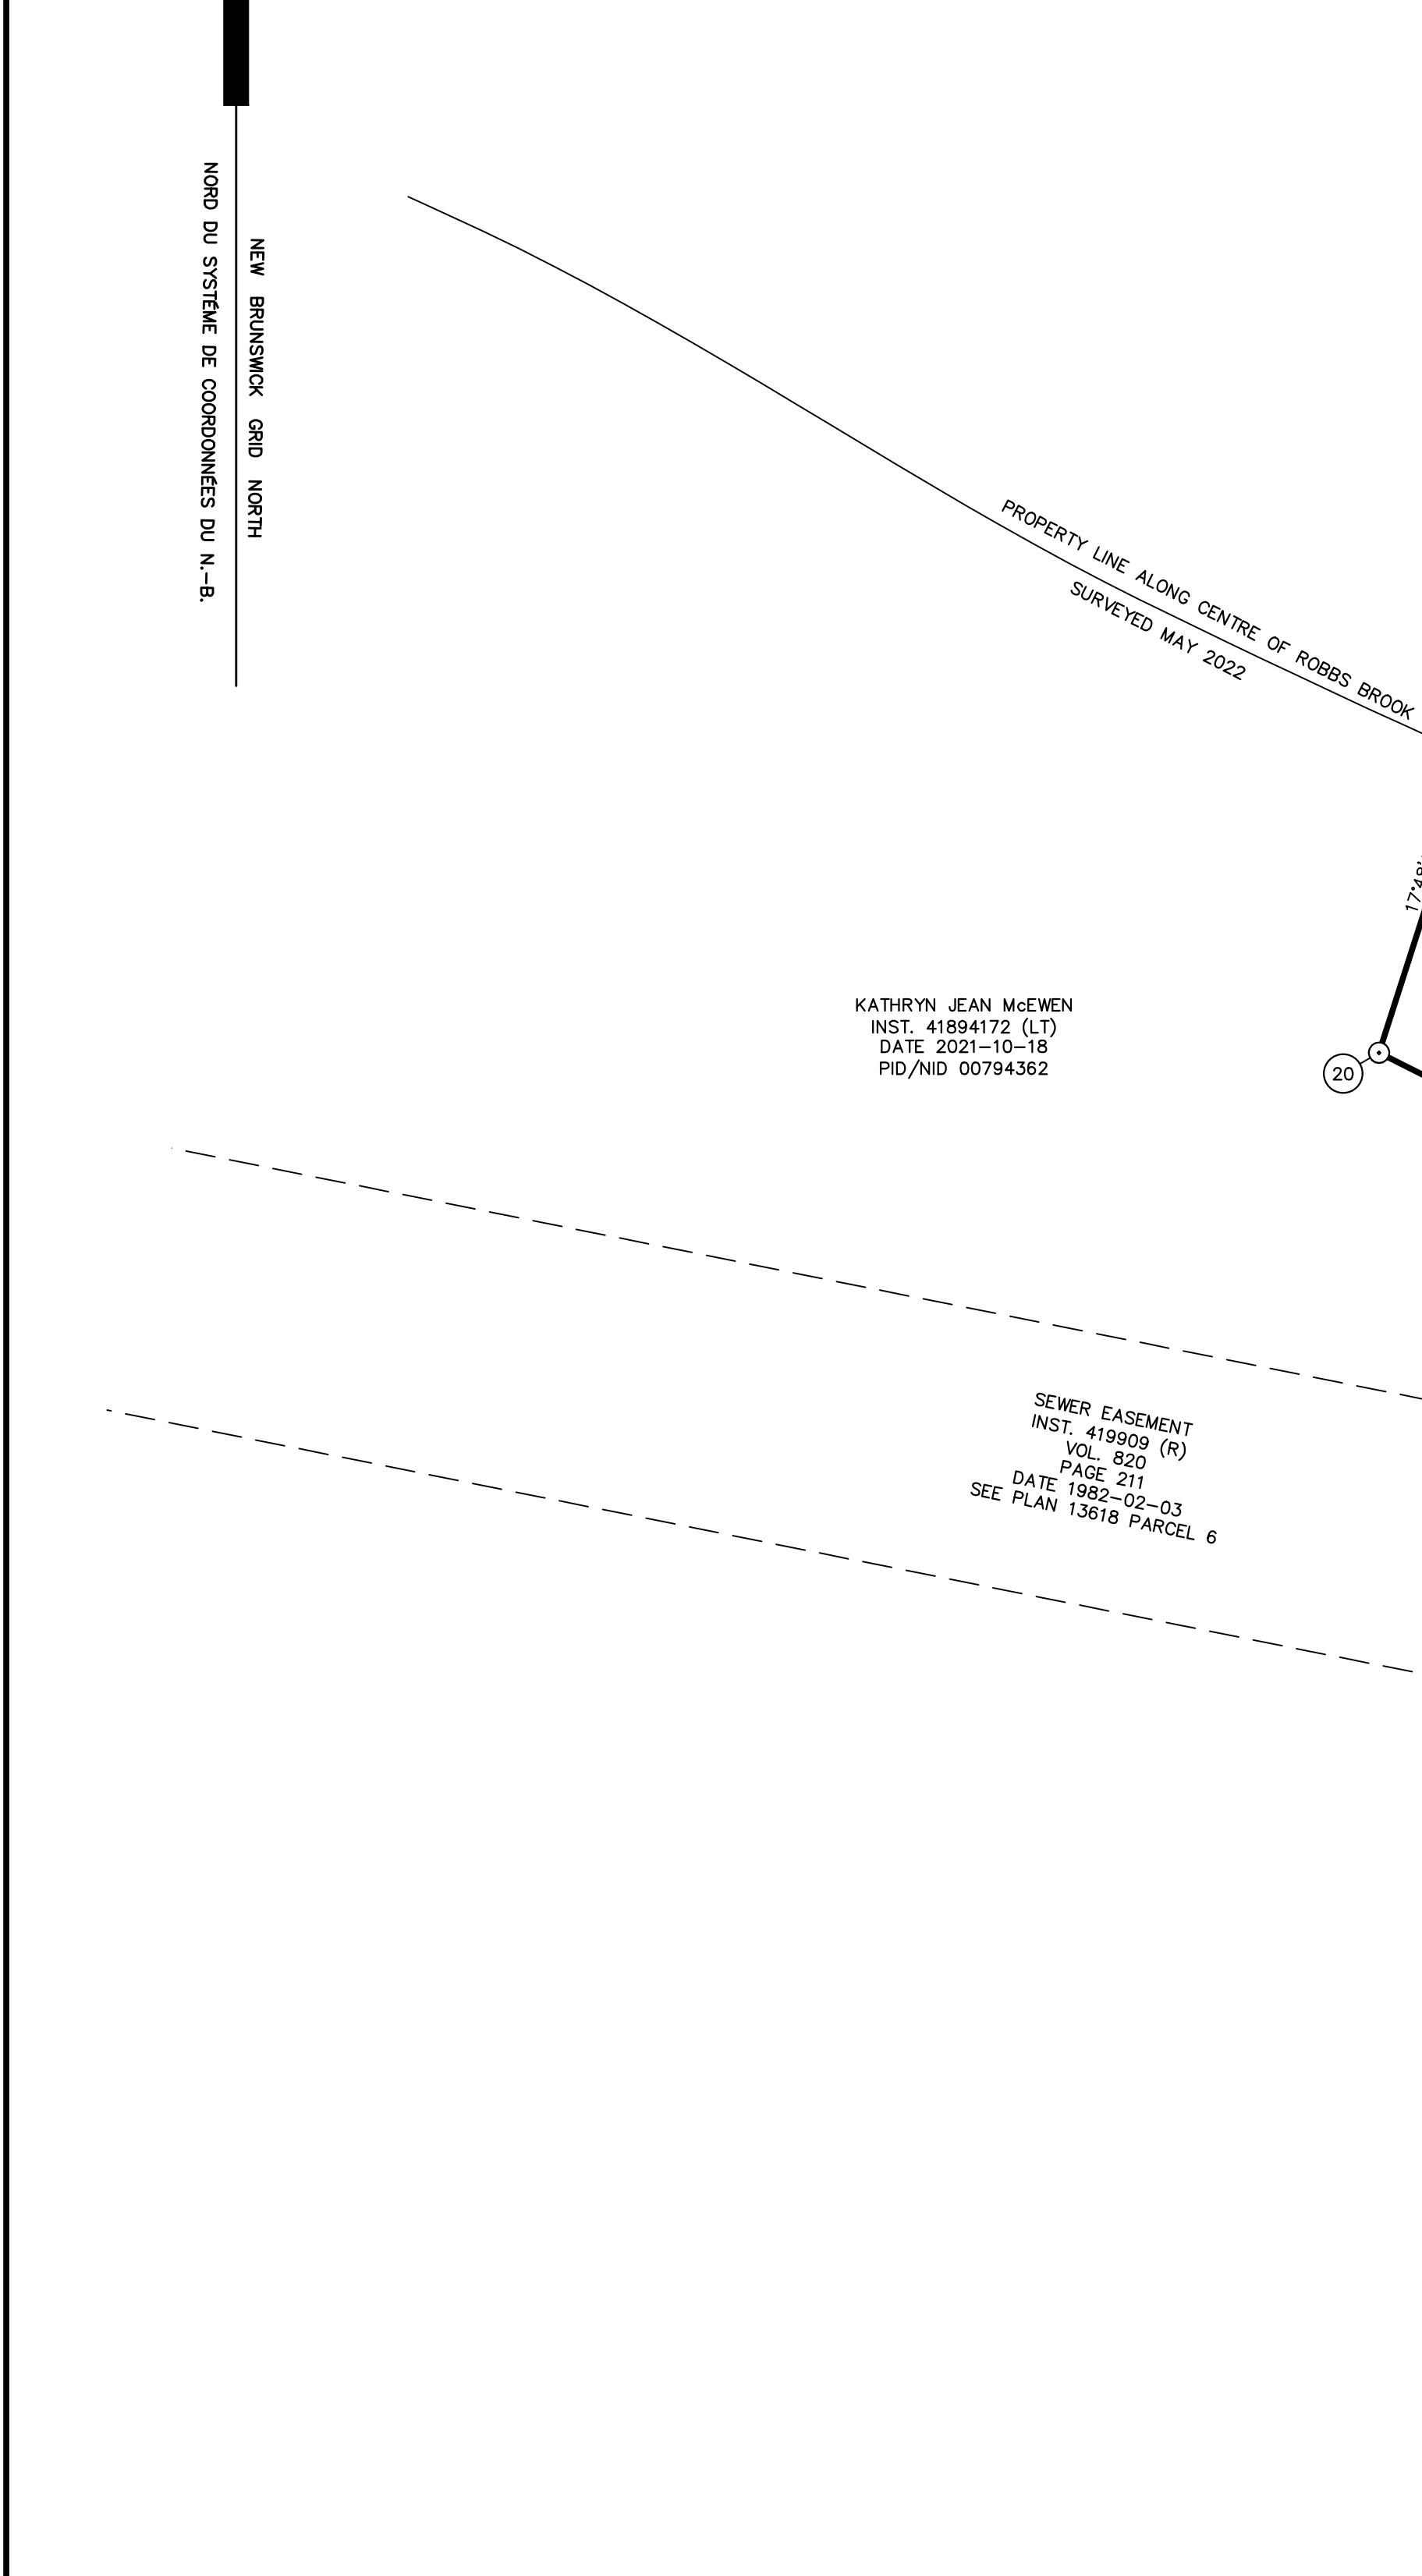 NORD DU SYSTÉME DE COORDONNÉES DU N.-B.
NEW BRUNSWICK GRID NORTH
PROPERTY LINE ALONG CENTRE OF ROBBS BROOK
SURVEYED MAY 2022
KATHRYN JEAN McEWEN
INST. 41894172 (LT)
DATE 2021-10-18
PID/NID 00794362
20
SEWER EASEMENT
INST. 419909 (R)
VOL. 820
PAGE 211
DATE 1982-02-03
SEE PLAN 13618 PARCEL 6